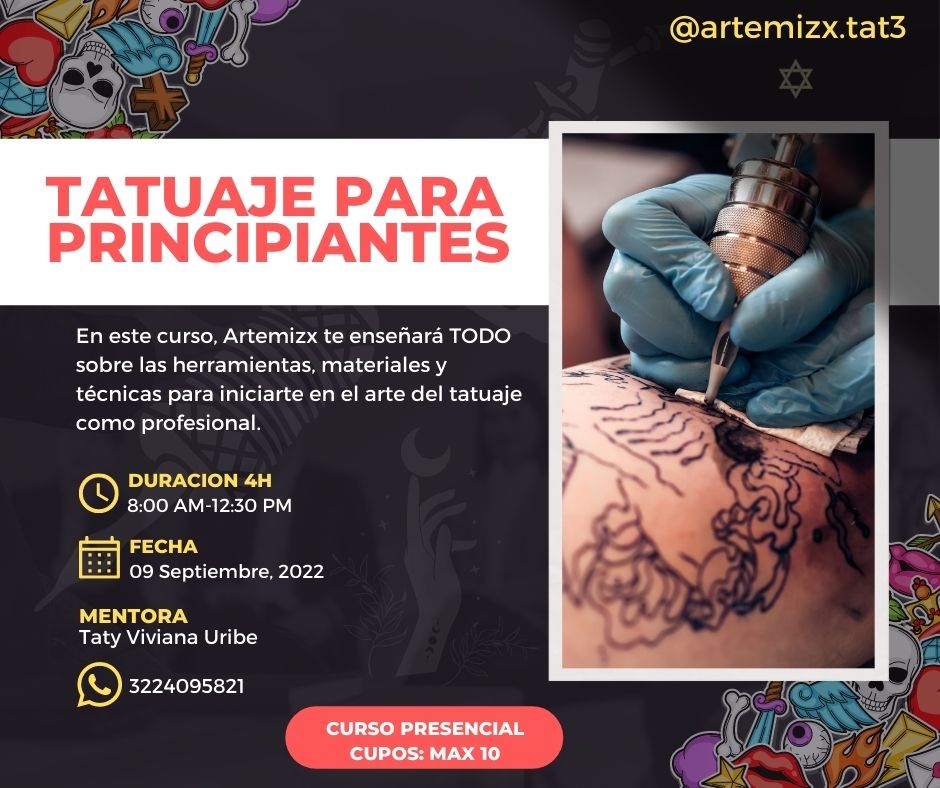 @artemizx.tat3
TATUAJE PARA
PRINCIPIANTES
En este curso, Artemizx te enseñará TODO
sobre las herramientas, materiales y
técnicas para iniciarte en el arte del tatuaje
como profesional.
DURACION 4H
8:00 AM-12:30 PM
FECHA
09 Septiembre, 2022
MENTORA
Taty Viviana Uribe
3224095821
CURSO PRESENCIAL
CUPOS: MAX 10